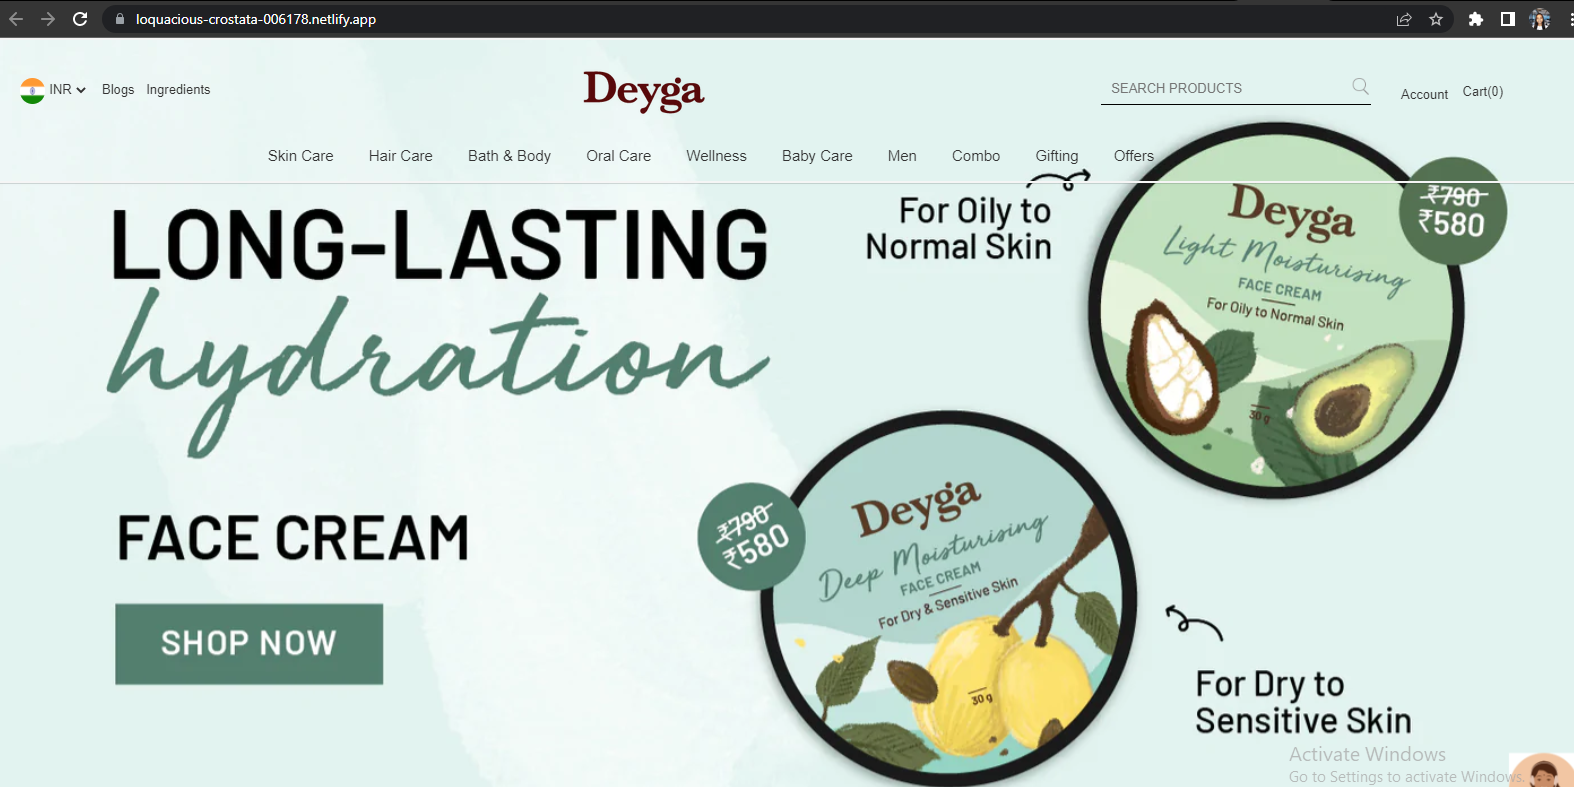 loquacious-crostata-006178.netlify.app
INR
Blogs
Ingredients
Deyga
SEARCH PRODUCTS
Account
Cart(0)
Skin Care
Hair Care
Bath & Body
Oral Care
Wellness
Baby Care
Men
Combo
Gifting
Offers
LONG-LASTING
hydration
FACE CREAM
SHOP NOW
For Oily to
Normal Skin
Deyga
Light Moisturising
FACE CREAM
For Oily to Normal Skin
30 g
₹790
₹580
₹790
₹580
Deyga
Deep Moisturising
FACE CREAM
For Dry & Sensitive Skin
30 g
For Dry to
Sensitive Skin
Activate Windows
Go to Settings to activate Windows.